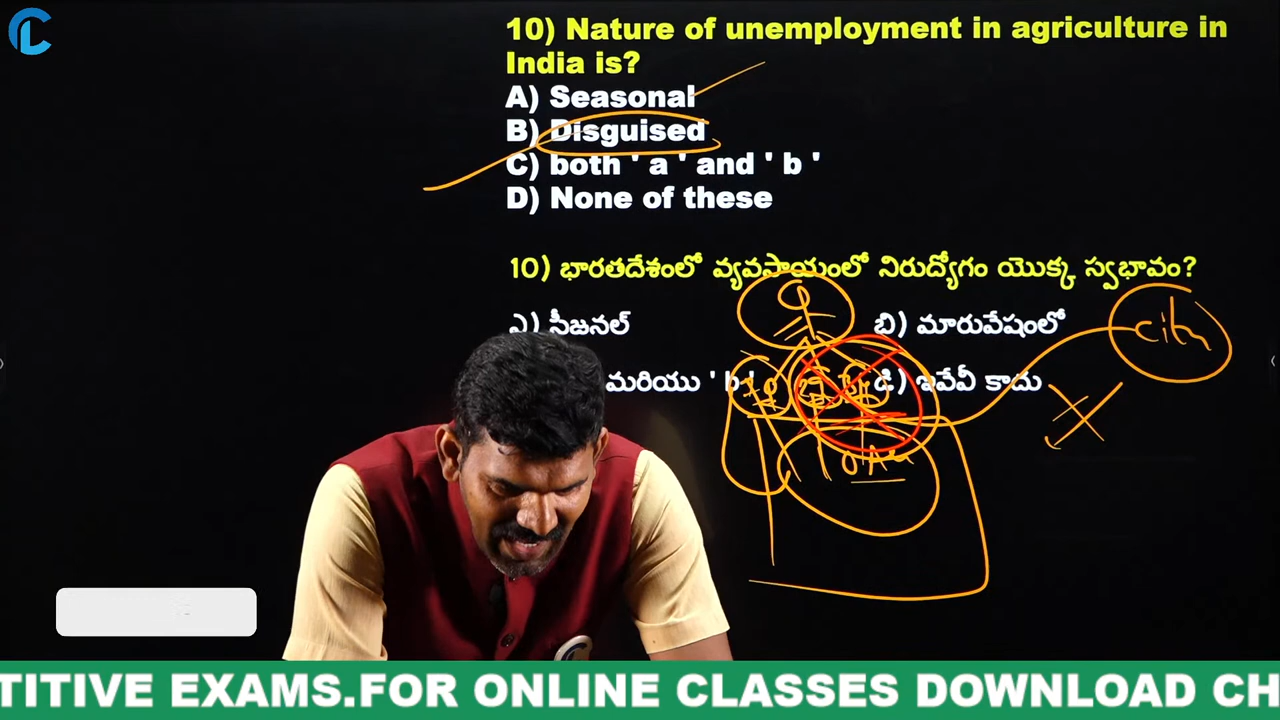 10) Nature of unemployment in agriculture in
India is?
A) Seasonal
B) Disguised
C) both ' a ' and ' b '
D) None of these
10) భారతదేశంలో వ్యవసాయంలో నిరుద్యోగం యొక్క స్వభావం?
ఎ) సీజనల్ బి) మారువేషంలో
మరియు ' b ' డి) ఇవేవీ కాదు
city
TITIVE EXAMS.FOR ONLINE CLASSES DOWNLOAD CH